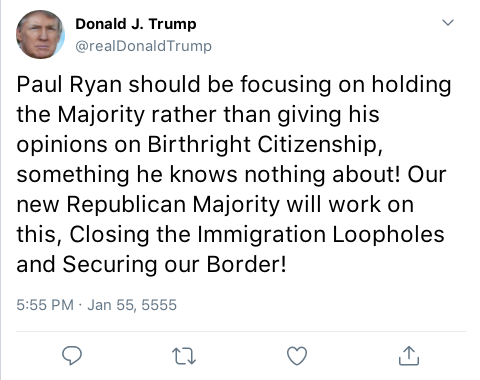 Donald J. Trump
@realDonaldTrump
Paul Ryan should be focusing on holding
the Majority rather than giving his
opinions on Birthright Citizenship,
something he knows nothing about! Our
new Republican Majority will work on
this, Closing the Immigration Loopholes
and Securing our Border!
5:55 PM · Jan 55, 5555